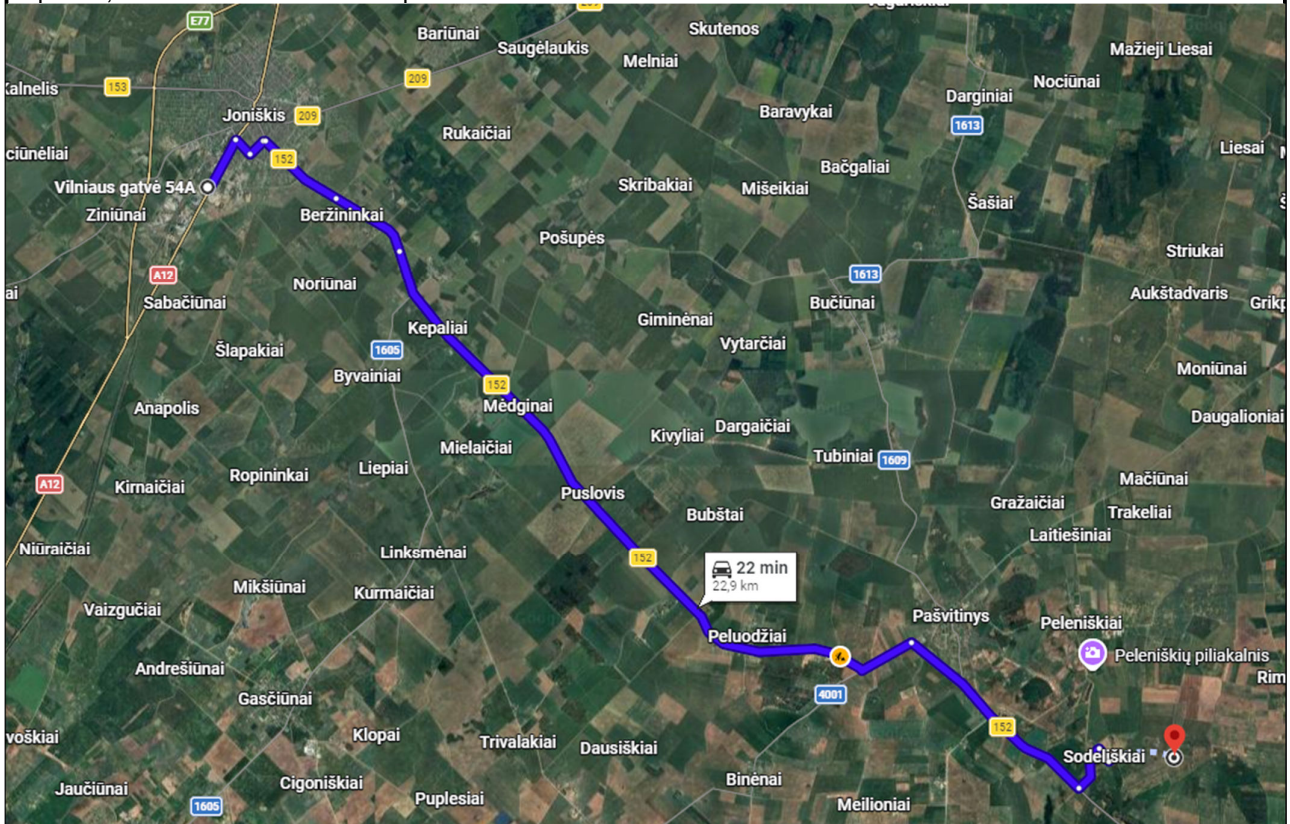 E77
Bariūnai
Saugėlaukis
Skutenos
Melniai
Mažieji Liesai
Nociūnai
Darginiai
153
209
Joniškis
209
Rukaičiai
Baravykai
1613
Liesai
Bačgaliai
152
Vilniaus gatvė 54A
Skribakiai
Mišeikiai
Šašiai
Ziniūnai
Beržininkai
Pošupės
Striukai
A12
1613
Noriūnai
Sabačiūnai
Bučiūnai
Aukštadvaris
Giminėnai
Kepaliai
Vytarčiai
Šlapakiai
1605
Moniūnai
Byvainiai
152
Anapolis
Mėdginai
Daugalioniai
Kivyliai
Dargaičiai
Mielaičiai
Tubiniai
1609
Ropininkai
Liepiai
Mačiūnai
A12
Kirnaičiai
Puslovis
Gražaičiai
Trakeliai
Bubštai
Laitiešiniai
Niūraičiai
Linksmėnai
152
22 min
22,9 km
Mikšiūnai
Kurmaičiai
Vaizgučiai
Pašvitinys
Peleniškiai
Peluodžiai
Peleniškių piliakalnis
Andrešiūnai
4001
Gasčiūnai
152
Klopai
Trivalakiai
Dausiškiai
Sodeliškiai
Jaučiūnai
Cigoniškiai
Binėnai
1605
Puplesiai
Meilioniai